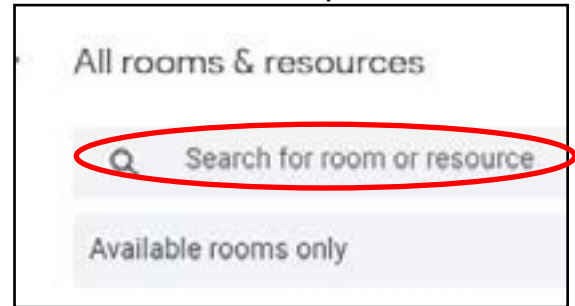 All rooms & resources
Search for room or resource
Available rooms only